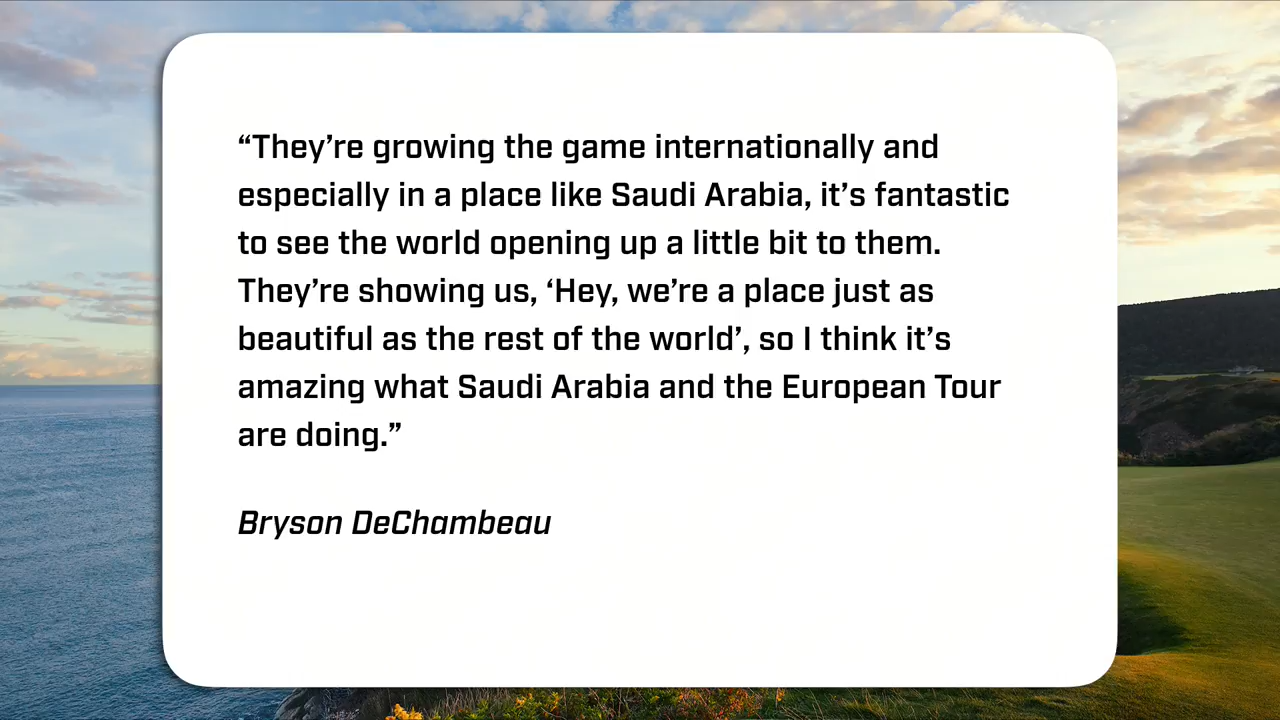 “They’re growing the game internationally and
especially in a place like Saudi Arabia, it’s fantastic
to see the world opening up a little bit to them.
They’re showing us, ‘Hey, we’re a place just as
beautiful as the rest of the world’, so I think it’s
amazing what Saudi Arabia and the European Tour
are doing.”
Bryson DeChambeau